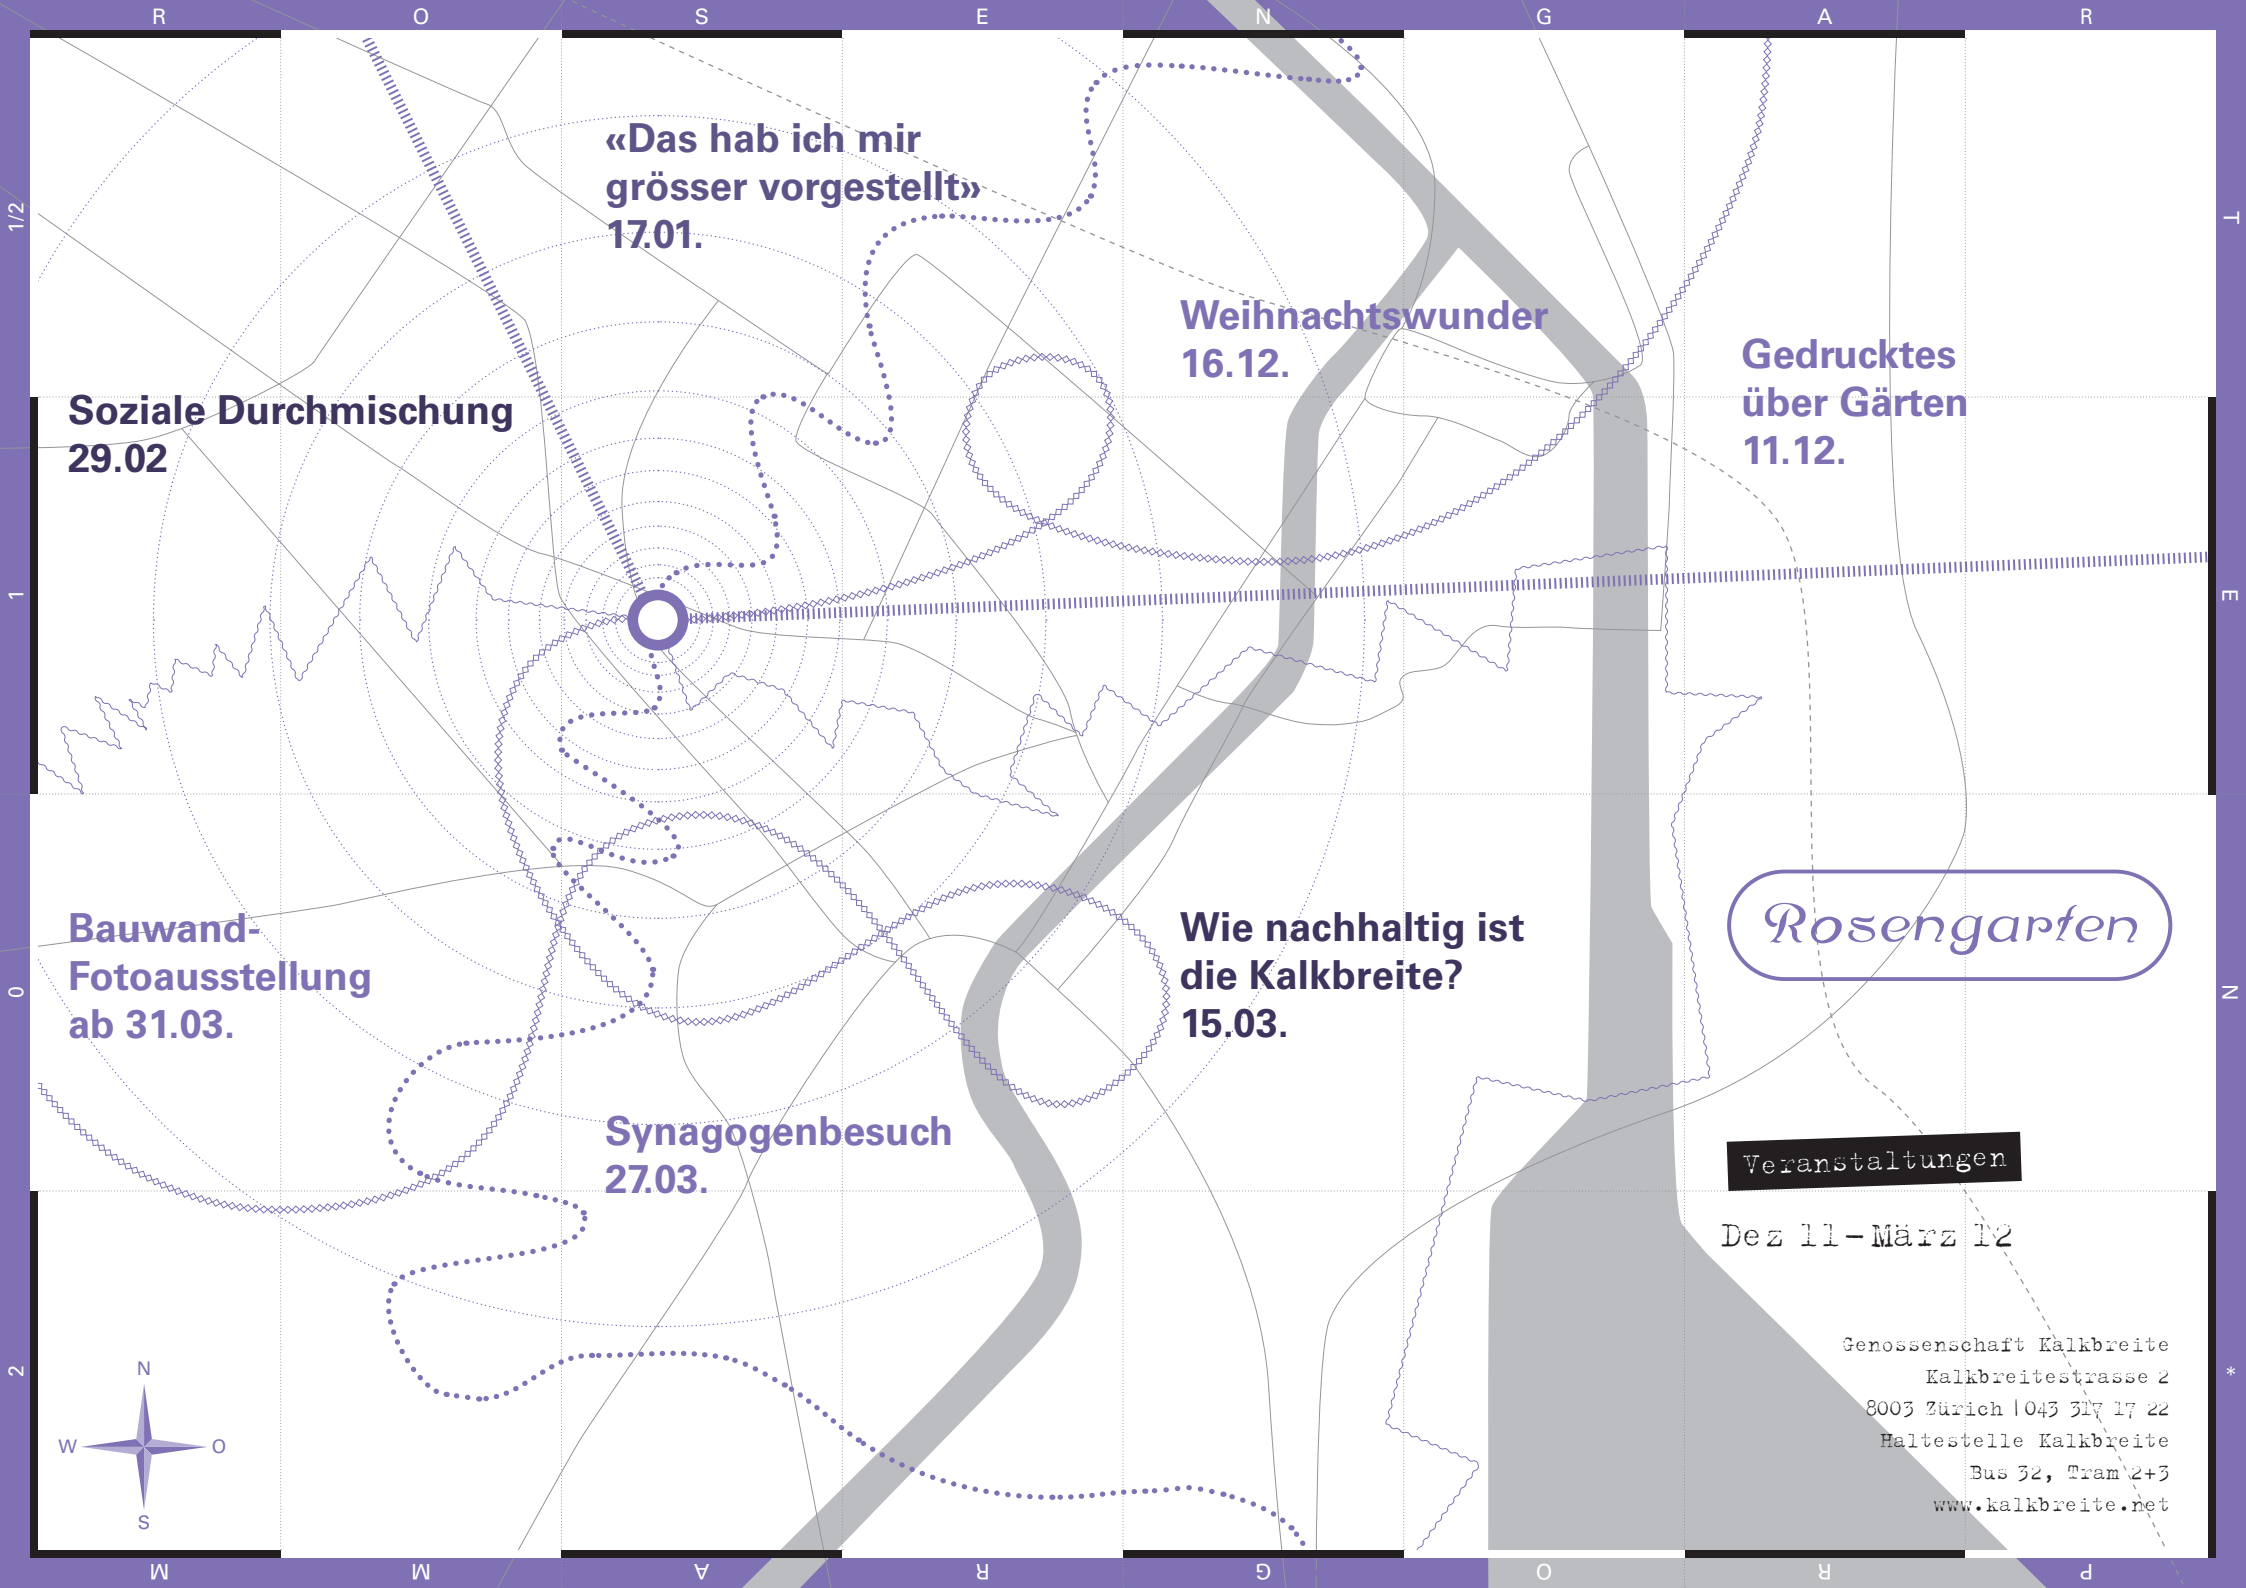 R O S E N G A R
T E N *
P R O G R A M M
1/2
1
0
2
«Das hab ich mir
grösser vorgestellt»
17.01.
Weihnachtswunder
16.12.
Gedrucktes
über Gärten
11.12.
Soziale Durchmischung
29.02
Bauwand-
Fotoausstellung
ab 31.03.
Wie nachhaltig ist
die Kalkbreite?
15.03.
Rosengarten
Synagogenbesuch
27.03.
Veranstaltungen
Dez 11–März 12
Genossenschaft Kalkbreite
Kalkbreitestrasse 2
8003 Zürich | 043 317 17 22
Haltestelle Kalkbreite
Bus 32, Tram 2+3
www.kalkbreite.net
N
W O
S